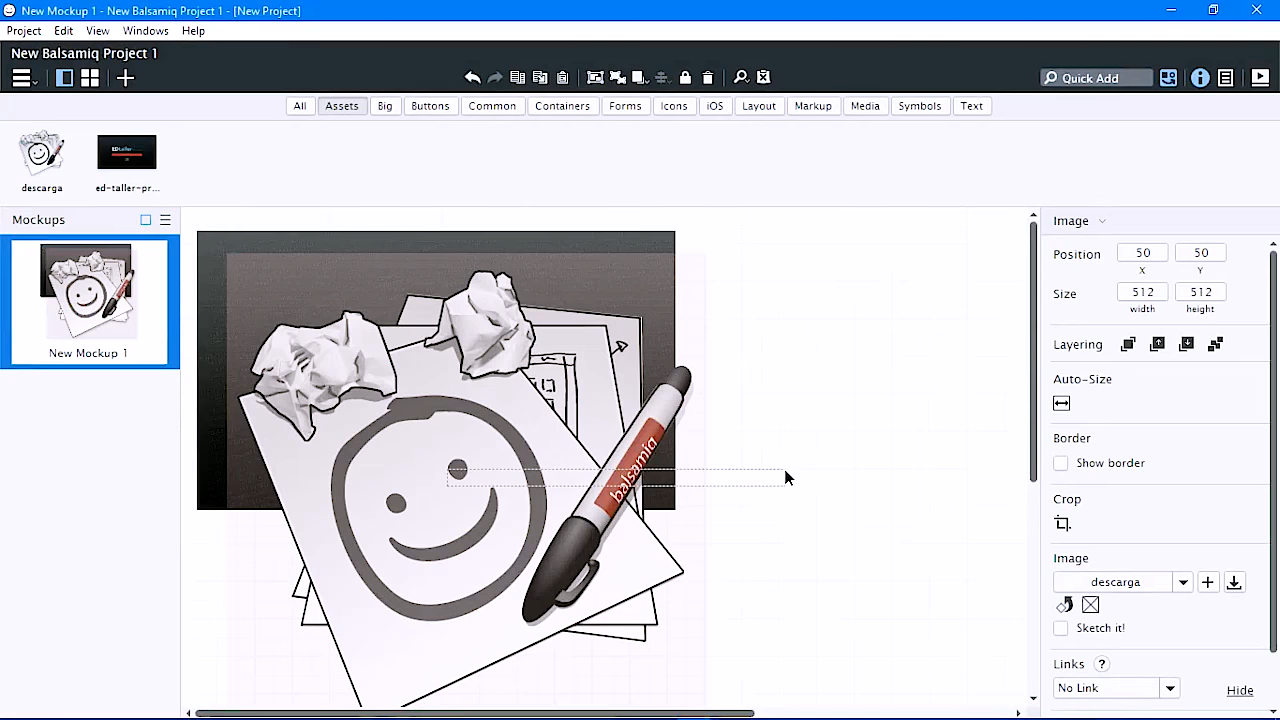 New Mockup 1 - New Balsamiq Project 1 - [New Project]
Project Edit View Windows Help
New Balsamiq Project 1
Quick Add
All Assets Big Buttons Common Containers Forms Icons iOS Layout Markup Media Symbols Text
descarga ed-taller-pr...
Mockups
New Mockup 1
balsamiq
Image
Position 50 50
X Y
Size 512 512
width height
Layering
Auto-Size
Border
Show border
Crop
Image
descarga
Sketch it!
Links ?
No Link Hide